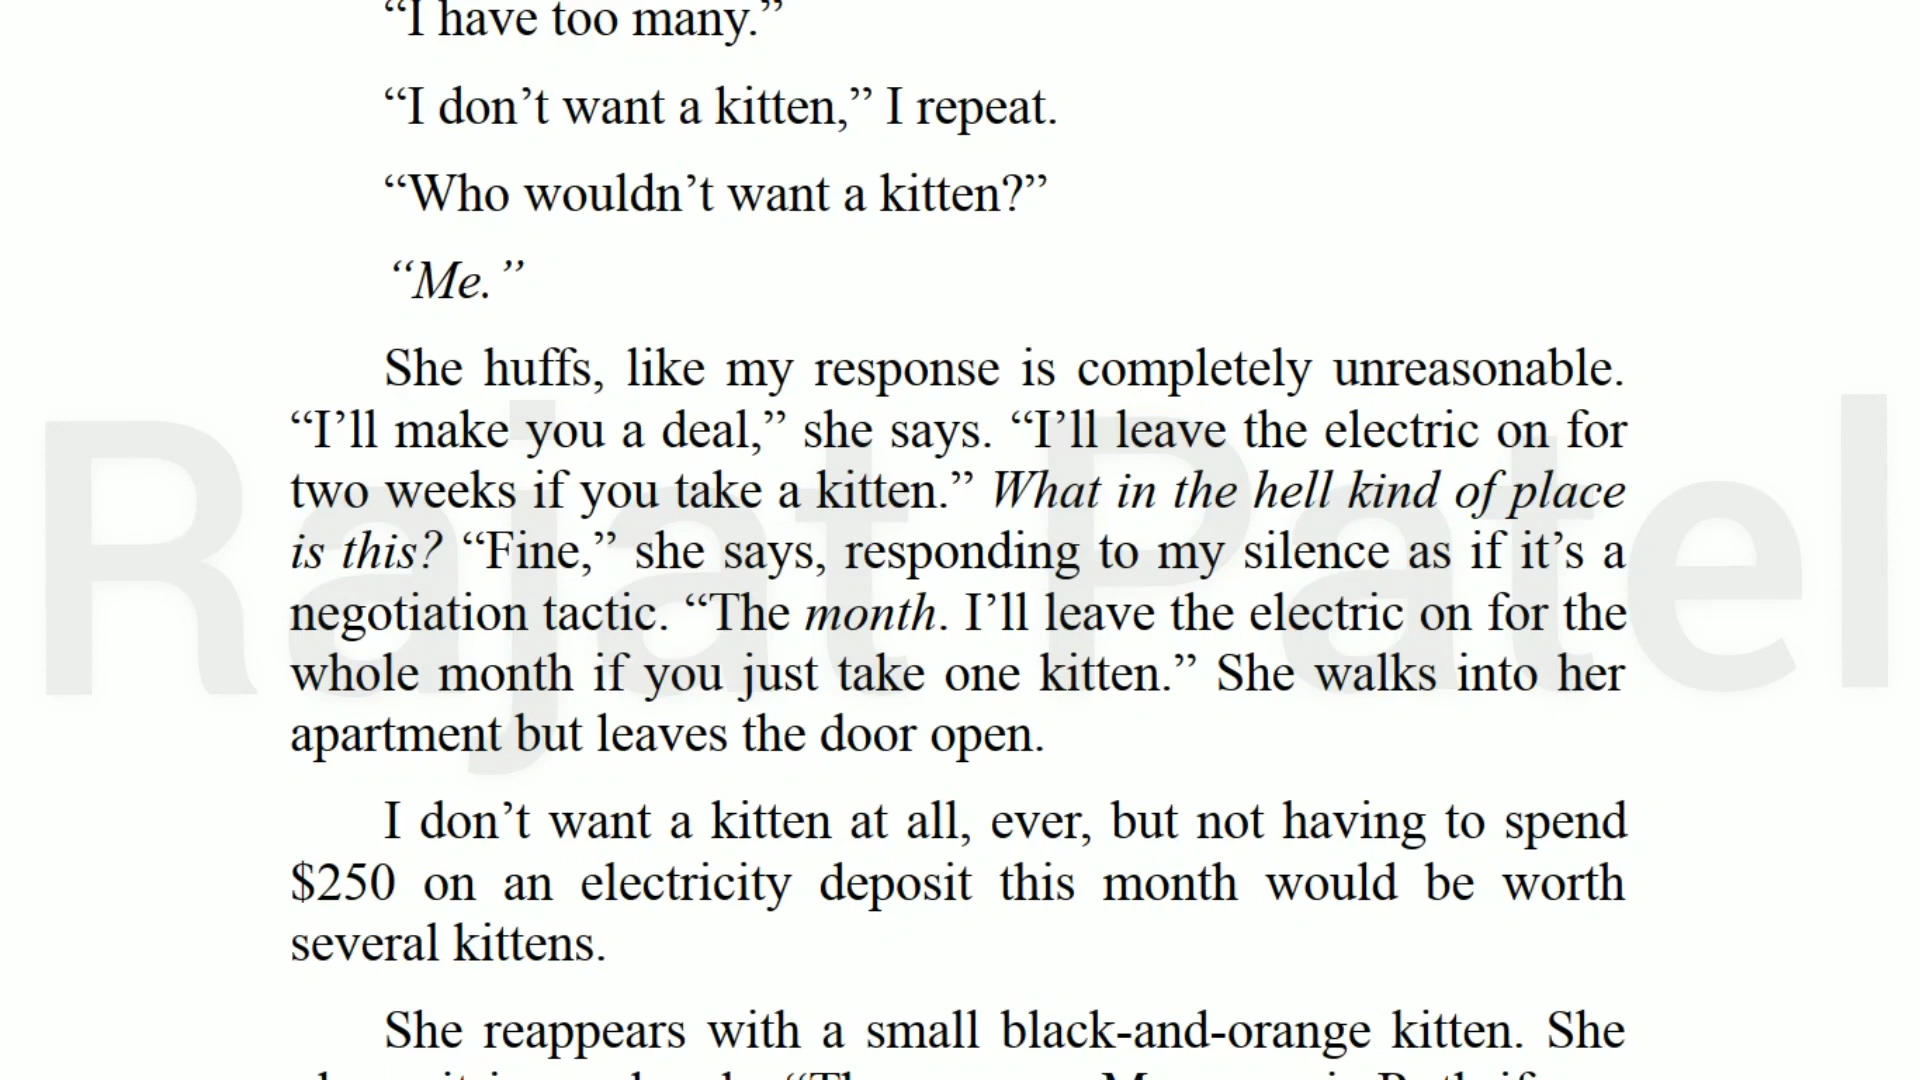 “I have too many.”
“I don’t want a kitten,” I repeat.
“Who wouldn’t want a kitten?”
“Me.”
She huffs, like my response is completely unreasonable.
“I’ll make you a deal,” she says. “I’ll leave the electric on for
two weeks if you take a kitten.” What in the hell kind of place
is this? “Fine,” she says, responding to my silence as if it’s a
negotiation tactic. “The month. I’ll leave the electric on for the
whole month if you just take one kitten.” She walks into her
apartment but leaves the door open.
I don’t want a kitten at all, ever, but not having to spend
$250 on an electricity deposit this month would be worth
several kittens.
She reappears with a small black-and-orange kitten. She
Rajat Patel